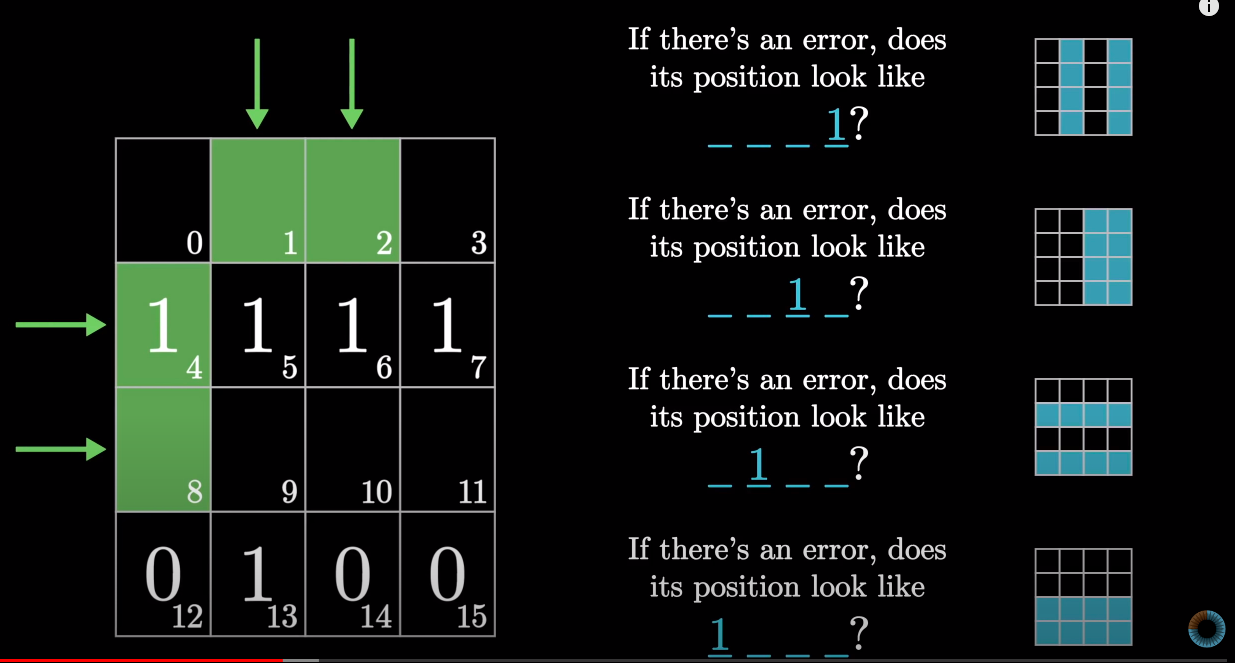 i
If there's an error, does
its position look like
_ _ _ 1?
If there's an error, does
its position look like
_ _ 1 _?
If there's an error, does
its position look like
_ 1 _ _?
If there's an error, does
its position look like
1 _ _ _?
0 1 2 3
1 4 1 5 1 6 1 7
8 9 10 11
0 12 1 13 0 14 0 15